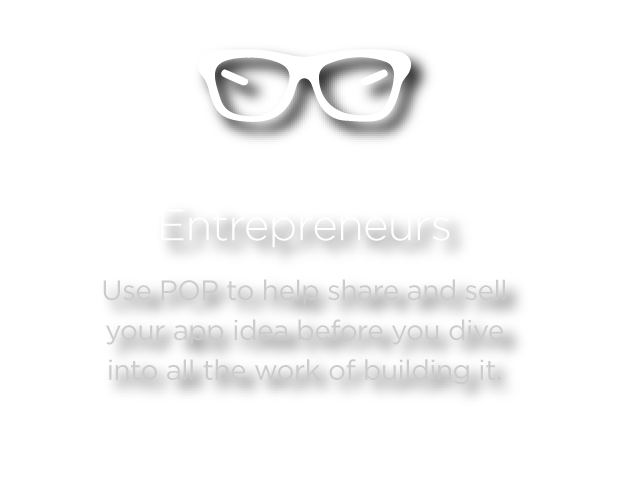 Entrepreneurs
Use POP to help share and sell
your app idea before you dive
into all the work of building it.